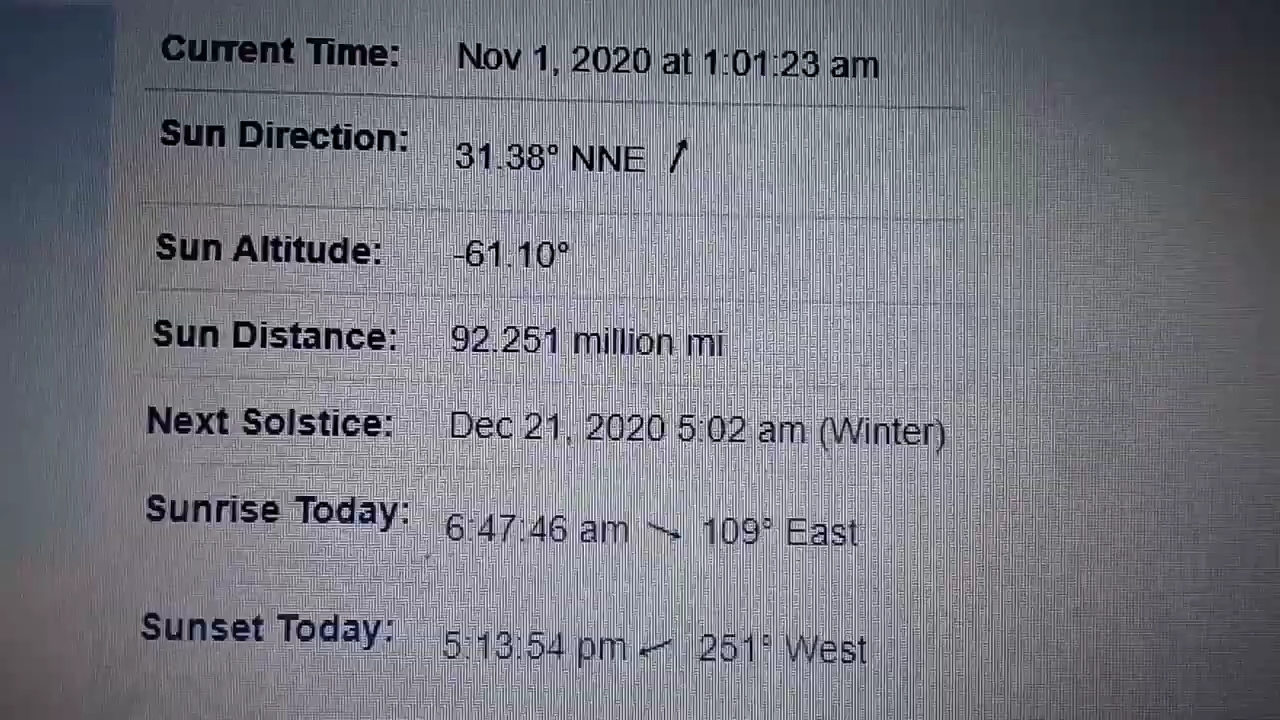 Current Time: Nov 1, 2020 at 1:01:23 am
Sun Direction: 31.38° NNE ↑
Sun Altitude: -61.10°
Sun Distance: 92.251 million mi
Next Solstice: Dec 21, 2020 5:02 am (Winter)
Sunrise Today: 6:47:46 am ↘ 109° East
Sunset Today: 5:13:54 pm ↙ 251° West